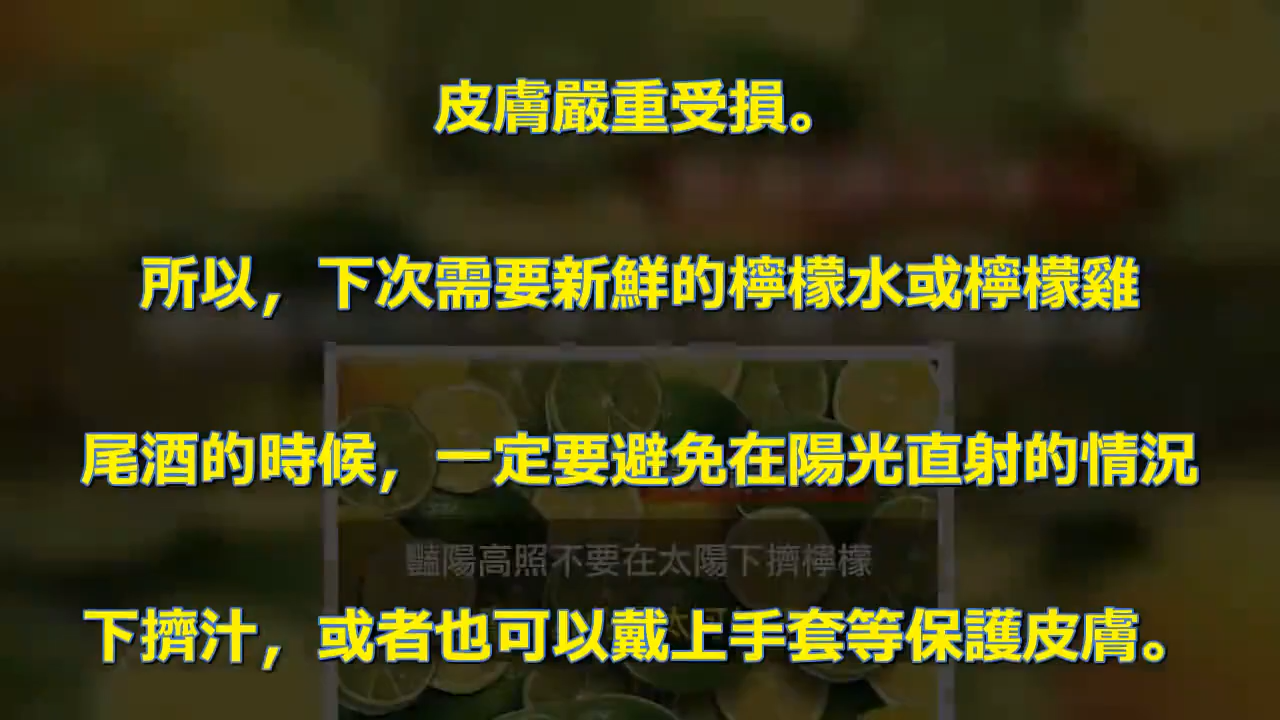 皮膚嚴重受損。
所以，下次需要新鮮的檸檬水或檸檬雞
尾酒的時候，一定要避免在陽光直射的情況
豔陽高照不要在太陽下擠檸檬
下擠汁，或者也可以戴上手套等保護皮膚。